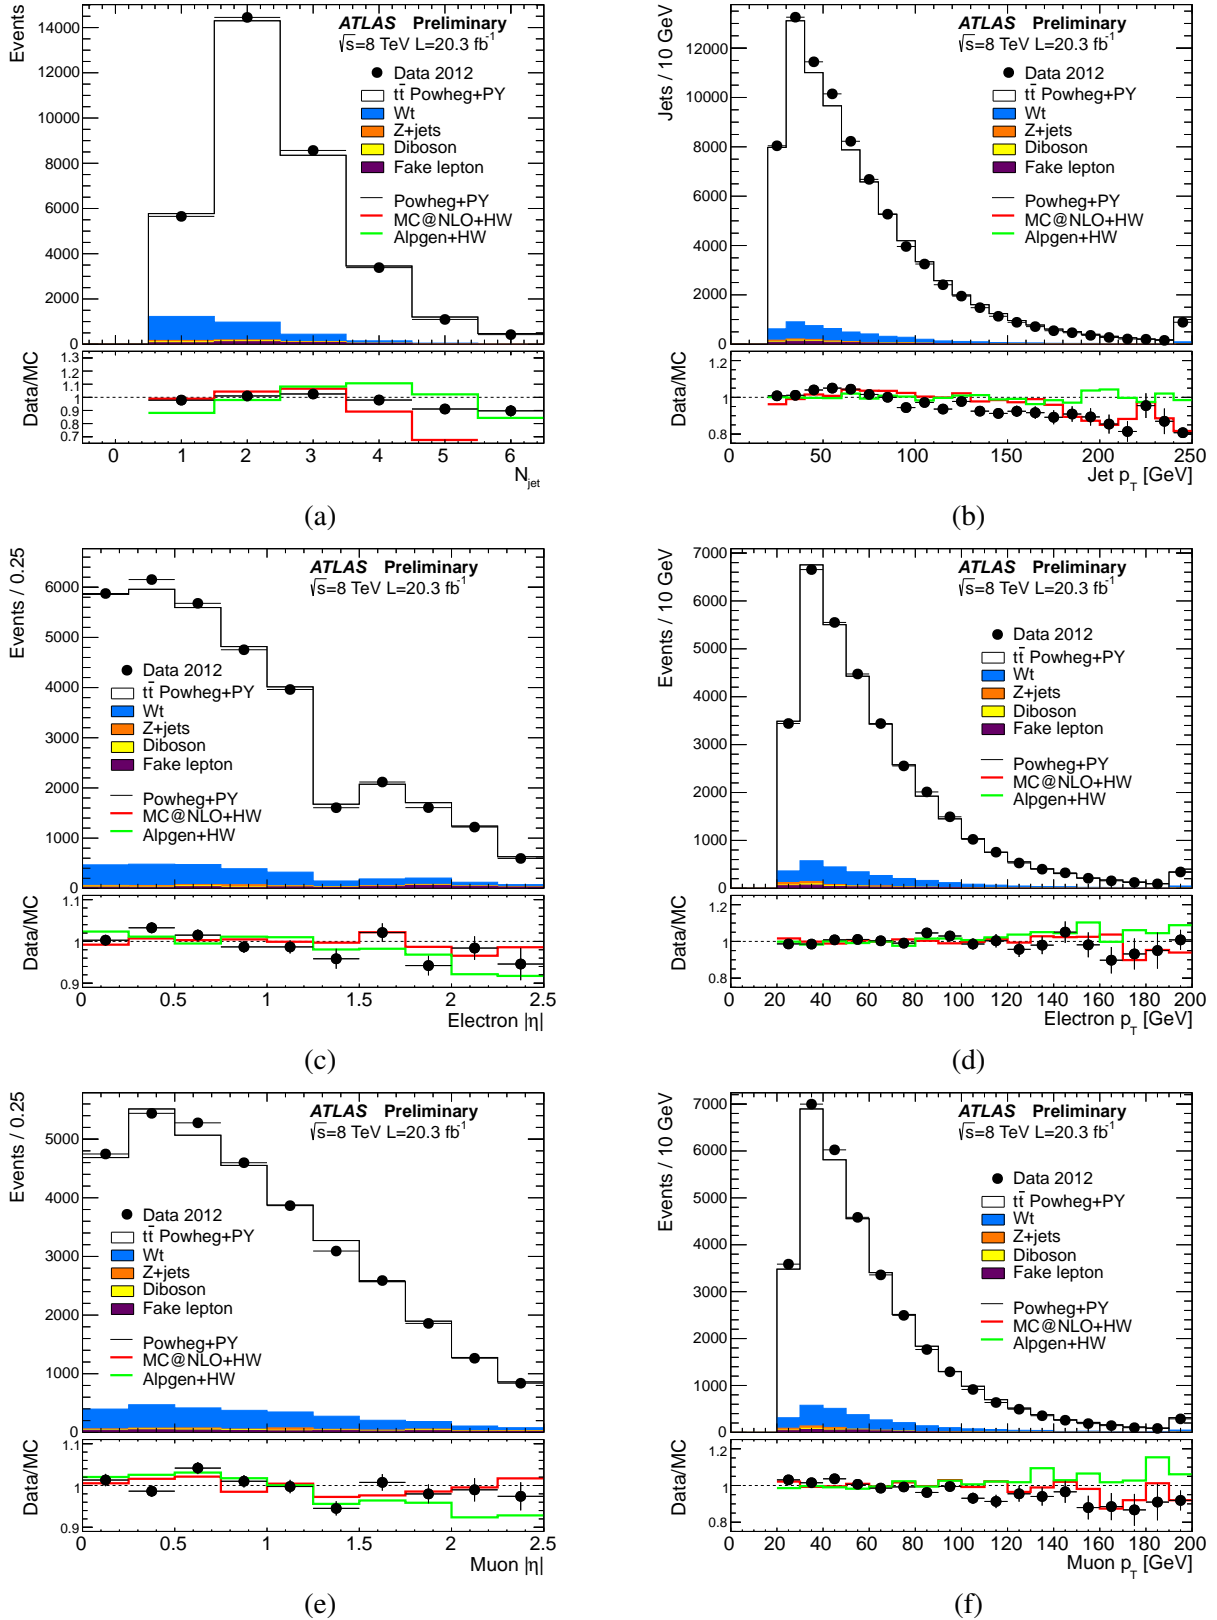 Events
14000
12000
10000
8000
6000
4000
2000
0
ATLAS Preliminary
√s=8 TeV L=20.3 fb⁻¹
Data 2012
tt̄ Powheg+PY
Wt
Z+jets
Diboson
Fake lepton
Powheg+PY
MC@NLO+HW
Alpgen+HW
Data/MC
1.3
1.2
1.1
1
0.9
0.8
0.7
0 1 2 3 4 5 6
N_jet
(a)
Jets / 10 GeV
12000
10000
8000
6000
4000
2000
0
ATLAS Preliminary
√s=8 TeV L=20.3 fb⁻¹
Data 2012
tt̄ Powheg+PY
Wt
Z+jets
Diboson
Fake lepton
Powheg+PY
MC@NLO+HW
Alpgen+HW
Data/MC
1.2
1
0.8
0 50 100 150 200 250
Jet p_T [GeV]
(b)
Events / 0.25
6000
5000
4000
3000
2000
1000
0
ATLAS Preliminary
√s=8 TeV L=20.3 fb⁻¹
Data 2012
tt̄ Powheg+PY
Wt
Z+jets
Diboson
Fake lepton
Powheg+PY
MC@NLO+HW
Alpgen+HW
Data/MC
1.1
1
0.9
0 0.5 1 1.5 2 2.5
Electron |η|
(c)
Events / 10 GeV
7000
6000
5000
4000
3000
2000
1000
0
ATLAS Preliminary
√s=8 TeV L=20.3 fb⁻¹
Data 2012
tt̄ Powheg+PY
Wt
Z+jets
Diboson
Fake lepton
Powheg+PY
MC@NLO+HW
Alpgen+HW
Data/MC
1.2
1
0.8
0 20 40 60 80 100 120 140 160 180 200
Electron p_T [GeV]
(d)
Events / 0.25
5000
4000
3000
2000
1000
0
ATLAS Preliminary
√s=8 TeV L=20.3 fb⁻¹
Data 2012
tt̄ Powheg+PY
Wt
Z+jets
Diboson
Fake lepton
Powheg+PY
MC@NLO+HW
Alpgen+HW
Data/MC
1.1
1
0.9
0 0.5 1 1.5 2 2.5
Muon |η|
(e)
Events / 10 GeV
7000
6000
5000
4000
3000
2000
1000
0
ATLAS Preliminary
√s=8 TeV L=20.3 fb⁻¹
Data 2012
tt̄ Powheg+PY
Wt
Z+jets
Diboson
Fake lepton
Powheg+PY
MC@NLO+HW
Alpgen+HW
Data/MC
1.2
1
0.8
0 20 40 60 80 100 120 140 160 180 200
Muon p_T [GeV]
(f)